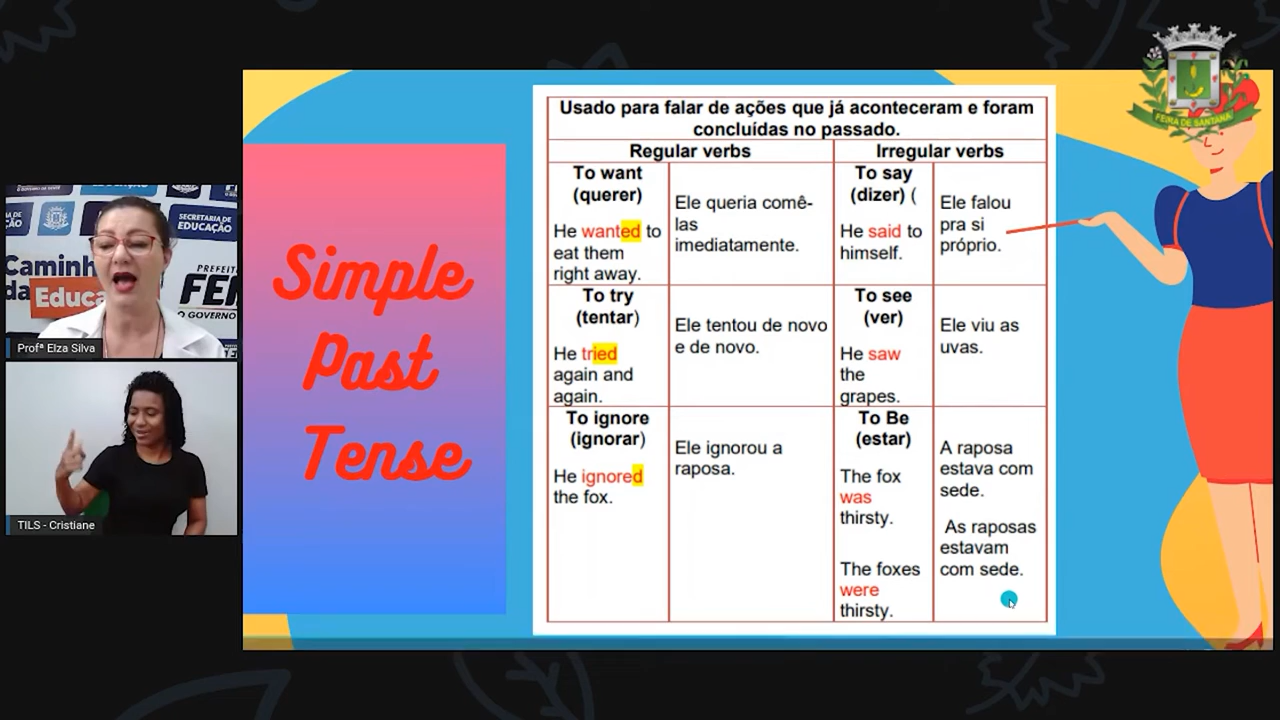 FEIRA DE SANTANA
SECRETARIA DE
EDUCAÇÃO
Caminh
da
Educa
PREFEIT
FEI
O GOVERNO
Profª Elza Silva
TILS - Cristiane
Simple
Past
Tense
Usado para falar de ações que já aconteceram e foram
concluídas no passado.
Regular verbs
Irregular verbs
To want
(querer)
He wanted to
eat them
right away.
Ele queria comê-
las
imediatamente.
To say
(dizer) (
He said to
himself.
Ele falou
pra si
próprio.
To try
(tentar)
He tried
again and
again.
Ele tentou de novo
e de novo.
To see
(ver)
He saw
the
grapes.
Ele viu as
uvas.
To ignore
(ignorar)
He ignored
the fox.
Ele ignorou a
raposa.
To Be
(estar)
The fox
was
thirsty.
The foxes
were
thirsty.
A raposa
estava com
sede.
As raposas
estavam
com sede.